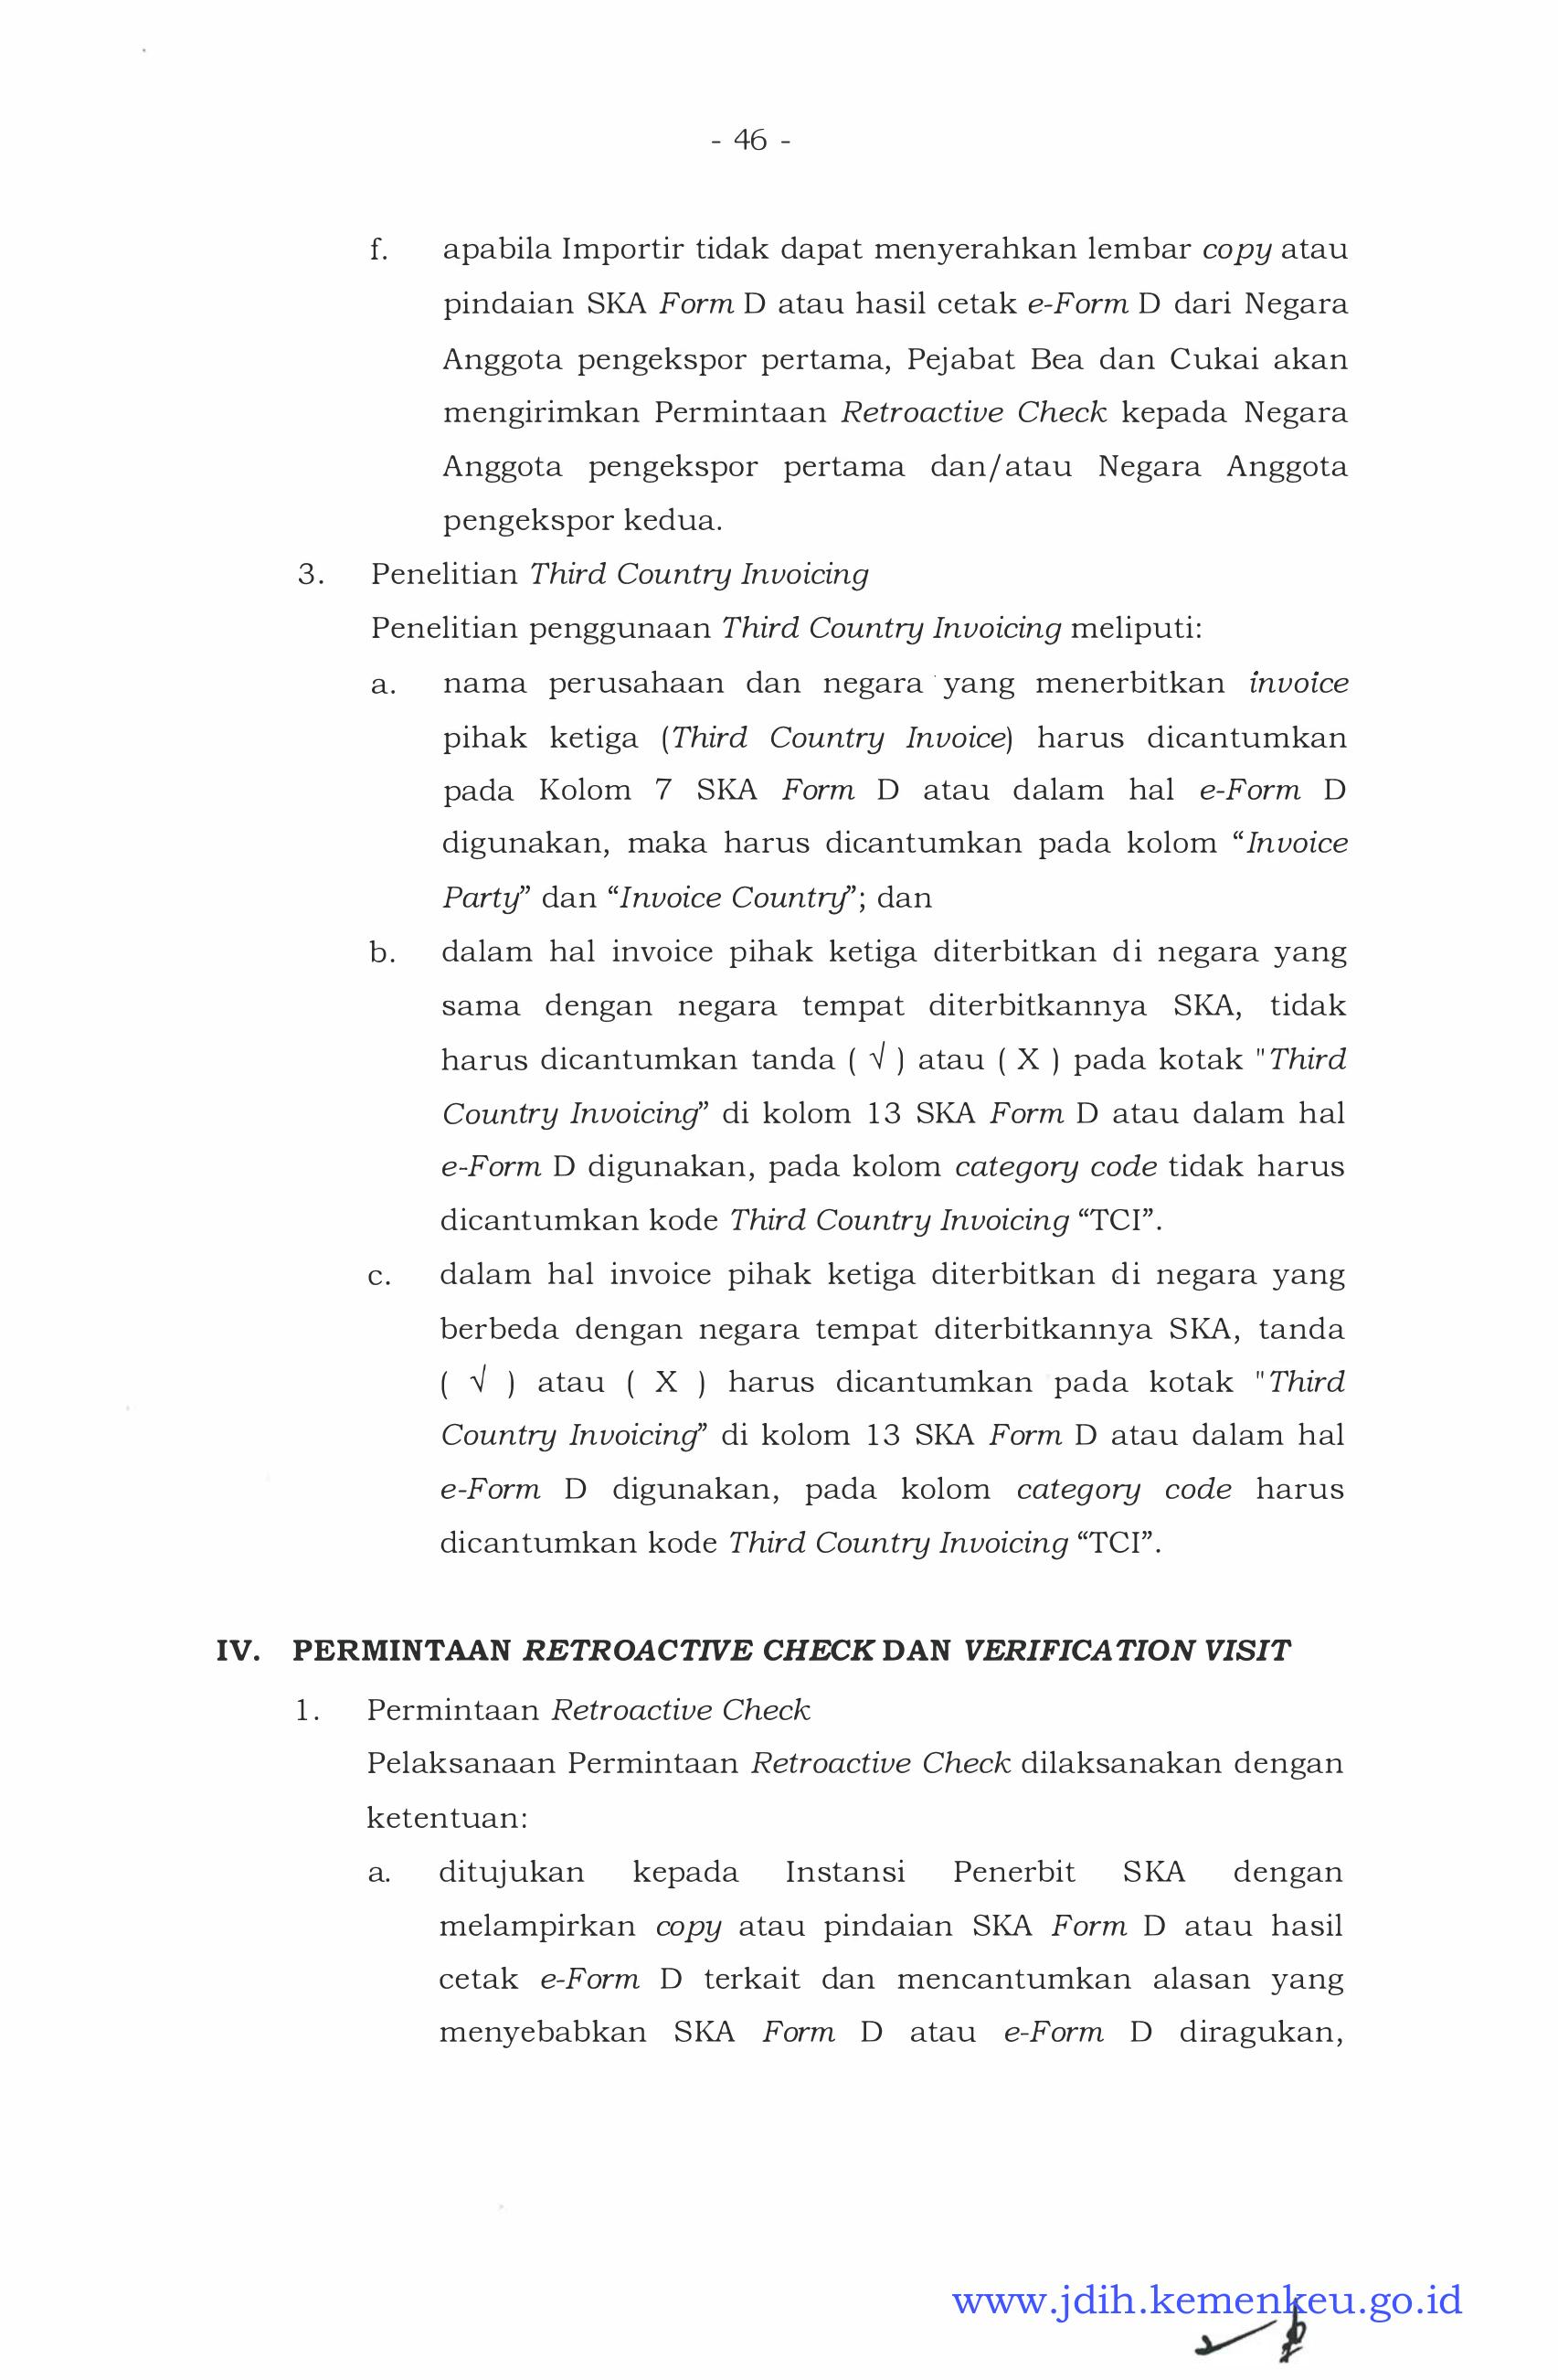 - 46 -
f. apabila Importir tidak dapat menyerahkan lembar copy atau
pindaian SKA Form D atau hasil cetak e-Form D dari Negara
Anggota pengekspor pertama, Pejabat Bea dan Cukai akan
mengirimkan Permintaan Retroactive Check kepada Negara
Anggota pengekspor pertama dan/atau Negara Anggota
pengekspor kedua.
3. Penelitian Third Country Invoicing
Penelitian penggunaan Third Country Invoicing meliputi:
a. nama perusahaan dan negara yang menerbitkan invoice
pihak ketiga (Third Country Invoice) harus dicantumkan
pada Kolom 7 SKA Form D atau dalam hal e-Form D
digunakan, maka harus dicantumkan pada kolom “Invoice
Party” dan “Invoice Country”; dan
b. dalam hal invoice pihak ketiga diterbitkan di negara yang
sama dengan negara tempat diterbitkannya SKA, tidak
harus dicantumkan tanda ( √ ) atau ( X ) pada kotak "Third
Country Invoicing” di kolom 13 SKA Form D atau dalam hal
e-Form D digunakan, pada kolom category code tidak harus
dicantumkan kode Third Country Invoicing “TCI”.
c. dalam hal invoice pihak ketiga diterbitkan di negara yang
berbeda dengan negara tempat diterbitkannya SKA, tanda
( √ ) atau ( X ) harus dicantumkan pada kotak "Third
Country Invoicing” di kolom 13 SKA Form D atau dalam hal
e-Form D digunakan, pada kolom category code harus
dicantumkan kode Third Country Invoicing “TCI”.
IV. PERMINTAAN RETROACTIVE CHECK DAN VERIFICATION VISIT
1. Permintaan Retroactive Check
Pelaksanaan Permintaan Retroactive Check dilaksanakan dengan
ketentuan:
a. ditujukan kepada Instansi Penerbit SKA dengan
melampirkan copy atau pindaian SKA Form D atau hasil
cetak e-Form D terkait dan mencantumkan alasan yang
menyebabkan SKA Form D atau e-Form D diragukan,
www.jdih.kemenkeu.go.id